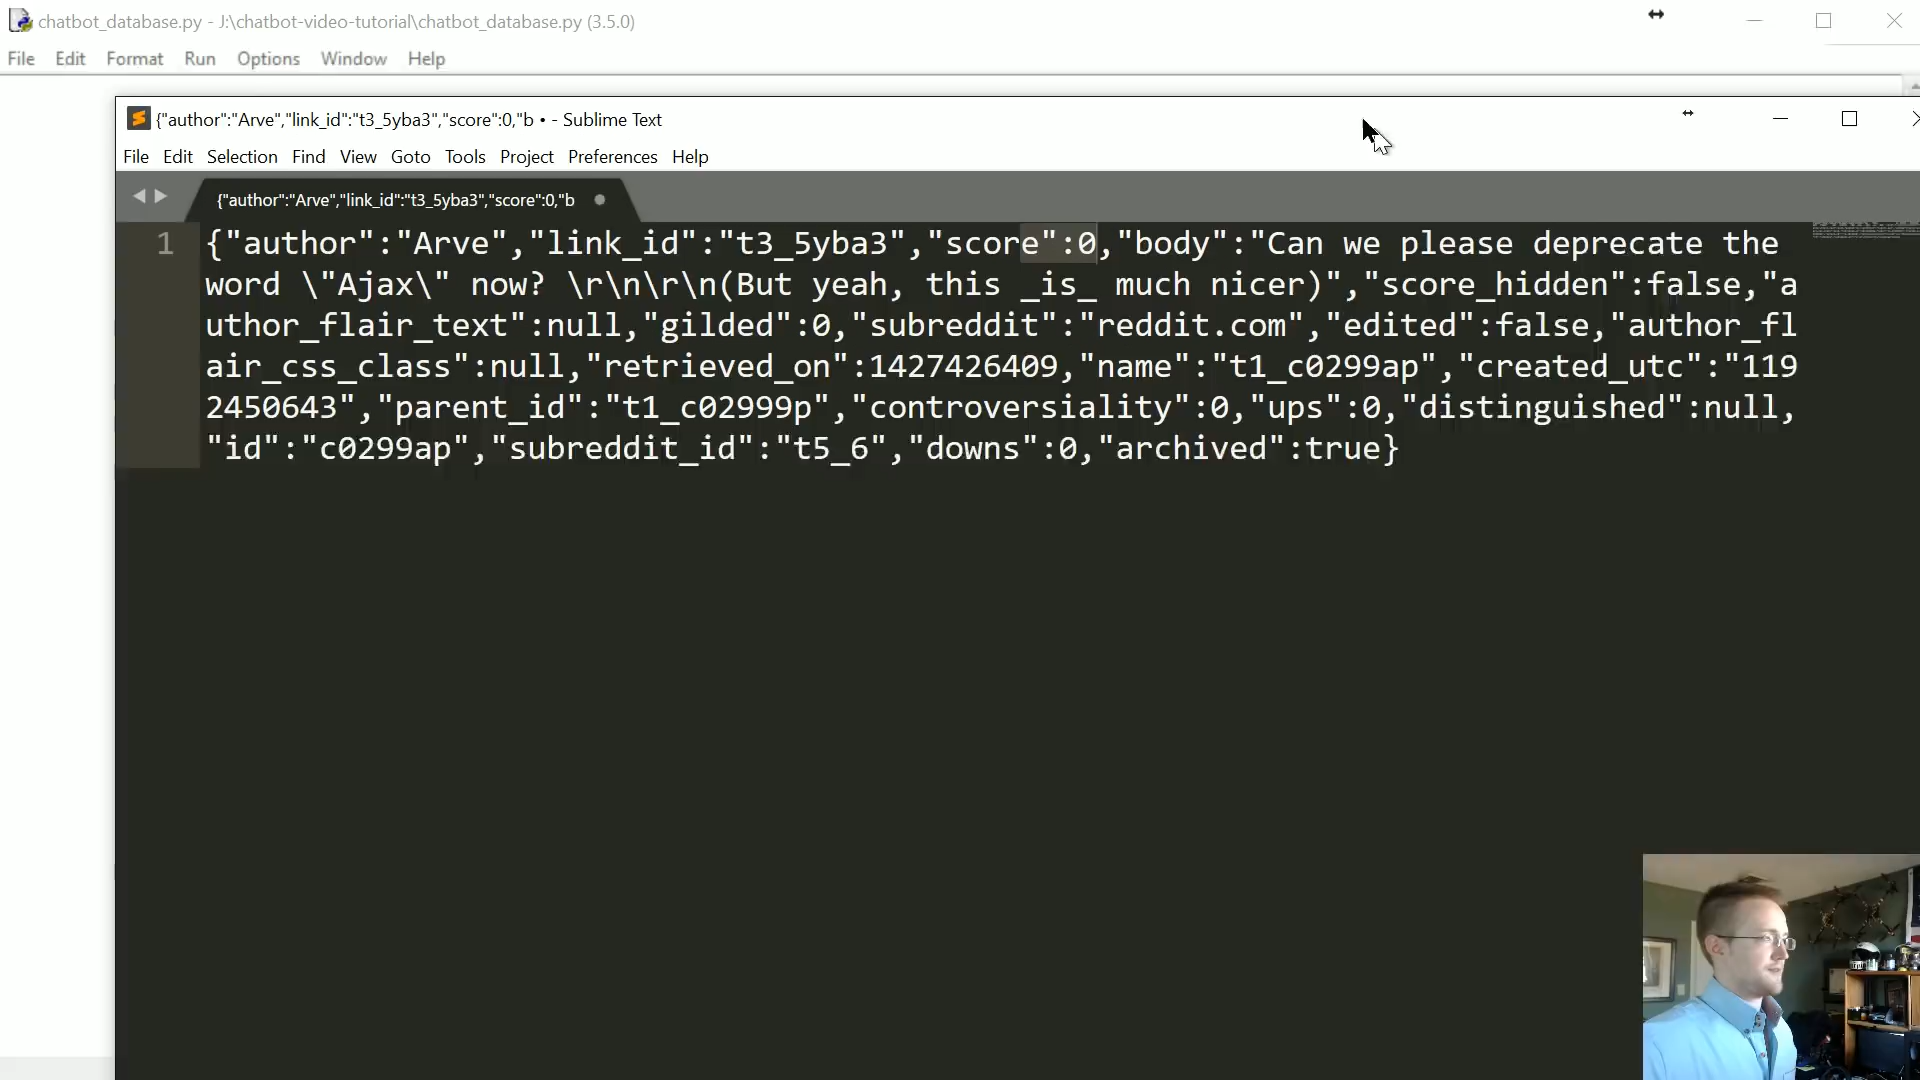 chatbot_database.py - J:\chatbot-video-tutorial\chatbot_database.py (3.5.0)
File Edit Format Run Options Window Help
{"author":"Arve","link_id":"t3_5yba3","score":0,"b • - Sublime Text
File Edit Selection Find View Goto Tools Project Preferences Help
{"author":"Arve","link_id":"t3_5yba3","score":0,"b
1 {"author":"Arve","link_id":"t3_5yba3","score":0,"body":"Can we please deprecate the
word \"Ajax\" now? \r\n\r\n(But yeah, this _is_ much nicer)","score_hidden":false,"a
uthor_flair_text":null,"gilded":0,"subreddit":"reddit.com","edited":false,"author_fl
air_css_class":null,"retrieved_on":1427426409,"name":"t1_c0299ap","created_utc":"119
2450643","parent_id":"t1_c02999p","controversiality":0,"ups":0,"distinguished":null,
"id":"c0299ap","subreddit_id":"t5_6","downs":0,"archived":true}